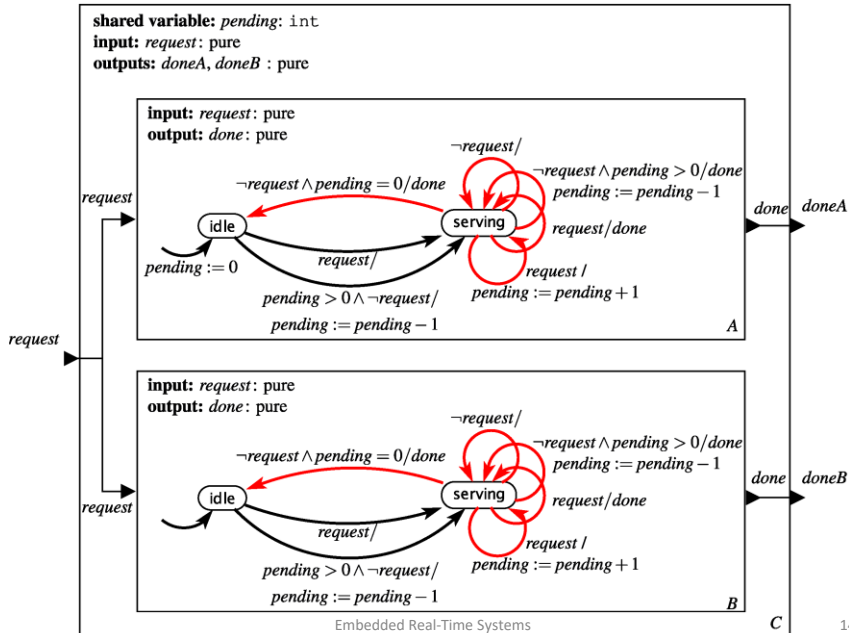 shared variable: pending: int
input: request: pure
outputs: doneA, doneB : pure
input: request: pure
output: done: pure
¬request/
¬request ∧ pending > 0/done
pending := pending − 1
¬request ∧ pending = 0/done
request
idle
serving
done
doneA
request/done
request/
pending := 0
request /
pending := pending + 1
pending > 0 ∧ ¬request/
pending := pending − 1
A
request
input: request: pure
output: done: pure
¬request/
¬request ∧ pending > 0/done
pending := pending − 1
¬request ∧ pending = 0/done
idle
serving
done
doneB
request
request/done
request/
request /
pending := pending + 1
pending > 0 ∧ ¬request/
pending := pending − 1
B
Embedded Real-Time Systems
C